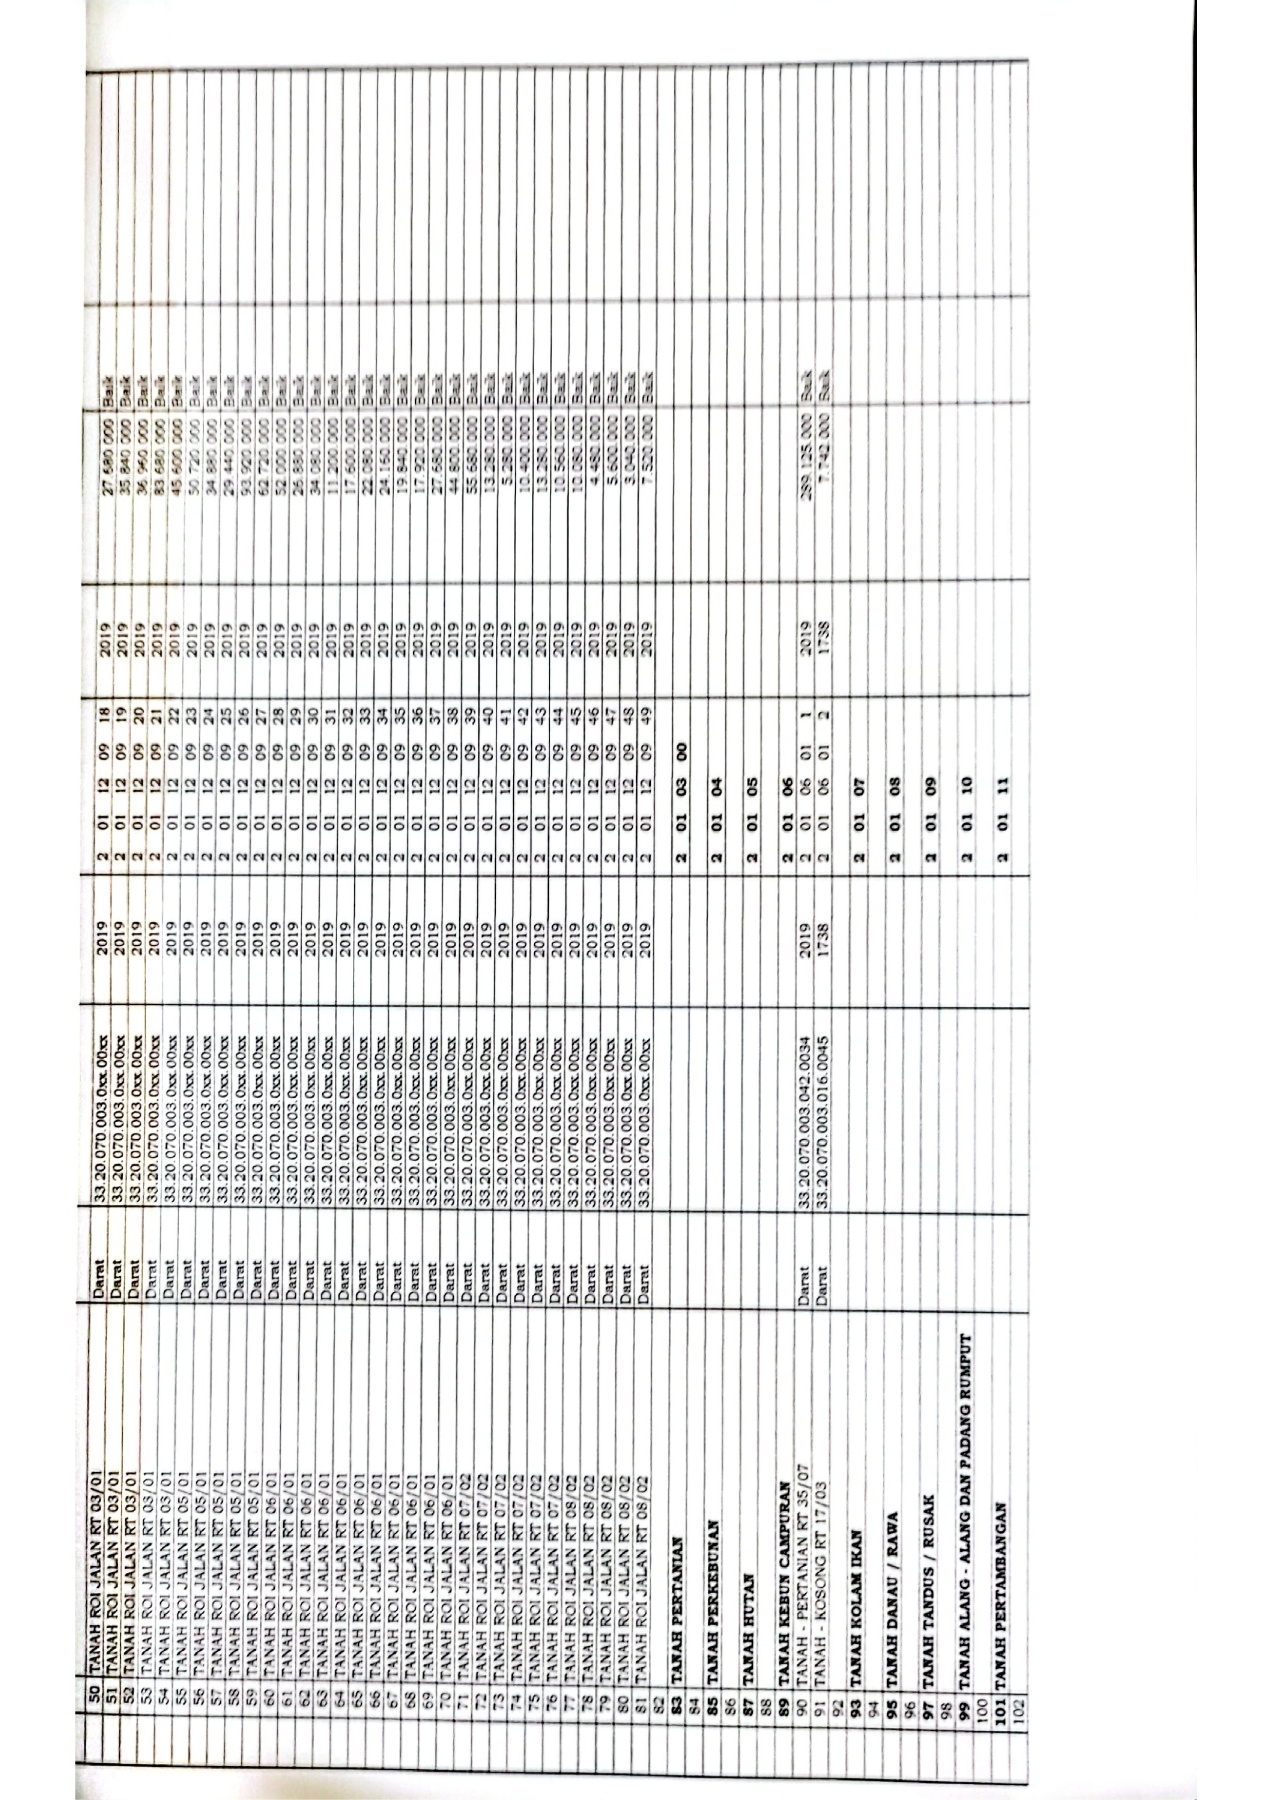 50 TANAH ROI JALAN RT 03/01 Darat 33.20.070.003.0xx.00xx 2019 2 01 12 09 18 2019 27.680.000 Baik
51 TANAH ROI JALAN RT 03/01 Darat 33.20.070.003.0xx.00xx 2019 2 01 12 09 19 2019 35.840.000 Baik
52 TANAH ROI JALAN RT 03/01 Darat 33.20.070.003.0xx.00xx 2019 2 01 12 09 20 2019 36.960.000 Baik
53 TANAH ROI JALAN RT 03/01 Darat 33.20.070.003.0xx.00xx 2019 2 01 12 09 21 2019 83.680.000 Baik
54 TANAH ROI JALAN RT 03/01 Darat 33.20.070.003.0xx.00xx 2019 2 01 12 09 22 2019 45.600.000 Baik
55 TANAH ROI JALAN RT 05/01 Darat 33.20.070.003.0xx.00xx 2019 2 01 12 09 23 2019 50.720.000 Baik
56 TANAH ROI JALAN RT 05/01 Darat 33.20.070.003.0xx.00xx 2019 2 01 12 09 24 2019 34.880.000 Baik
57 TANAH ROI JALAN RT 05/01 Darat 33.20.070.003.0xx.00xx 2019 2 01 12 09 25 2019 29.440.000 Baik
58 TANAH ROI JALAN RT 05/01 Darat 33.20.070.003.0xx.00xx 2019 2 01 12 09 26 2019 93.920.000 Baik
59 TANAH ROI JALAN RT 05/01 Darat 33.20.070.003.0xx.00xx 2019 2 01 12 09 27 2019 62.720.000 Baik
60 TANAH ROI JALAN RT 06/01 Darat 33.20.070.003.0xx.00xx 2019 2 01 12 09 28 2019 52.000.000 Baik
61 TANAH ROI JALAN RT 06/01 Darat 33.20.070.003.0xx.00xx 2019 2 01 12 09 29 2019 26.880.000 Baik
62 TANAH ROI JALAN RT 06/01 Darat 33.20.070.003.0xx.00xx 2019 2 01 12 09 30 2019 34.080.000 Baik
63 TANAH ROI JALAN RT 06/01 Darat 33.20.070.003.0xx.00xx 2019 2 01 12 09 31 2019 11.200.000 Baik
64 TANAH ROI JALAN RT 06/01 Darat 33.20.070.003.0xx.00xx 2019 2 01 12 09 32 2019 17.600.000 Baik
65 TANAH ROI JALAN RT 06/01 Darat 33.20.070.003.0xx.00xx 2019 2 01 12 09 33 2019 22.080.000 Baik
66 TANAH ROI JALAN RT 06/01 Darat 33.20.070.003.0xx.00xx 2019 2 01 12 09 34 2019 24.160.000 Baik
67 TANAH ROI JALAN RT 06/01 Darat 33.20.070.003.0xx.00xx 2019 2 01 12 09 35 2019 19.840.000 Baik
68 TANAH ROI JALAN RT 06/01 Darat 33.20.070.003.0xx.00xx 2019 2 01 12 09 36 2019 17.920.000 Baik
69 TANAH ROI JALAN RT 06/01 Darat 33.20.070.003.0xx.00xx 2019 2 01 12 09 37 2019 27.680.000 Baik
70 TANAH ROI JALAN RT 06/01 Darat 33.20.070.003.0xx.00xx 2019 2 01 12 09 38 2019 44.800.000 Baik
71 TANAH ROI JALAN RT 07/02 Darat 33.20.070.003.0xx.00xx 2019 2 01 12 09 39 2019 55.680.000 Baik
72 TANAH ROI JALAN RT 07/02 Darat 33.20.070.003.0xx.00xx 2019 2 01 12 09 40 2019 13.280.000 Baik
73 TANAH ROI JALAN RT 07/02 Darat 33.20.070.003.0xx.00xx 2019 2 01 12 09 41 2019 5.280.000 Baik
74 TANAH ROI JALAN RT 07/02 Darat 33.20.070.003.0xx.00xx 2019 2 01 12 09 42 2019 10.400.000 Baik
75 TANAH ROI JALAN RT 07/02 Darat 33.20.070.003.0xx.00xx 2019 2 01 12 09 43 2019 13.280.000 Baik
76 TANAH ROI JALAN RT 07/02 Darat 33.20.070.003.0xx.00xx 2019 2 01 12 09 44 2019 10.560.000 Baik
77 TANAH ROI JALAN RT 08/02 Darat 33.20.070.003.0xx.00xx 2019 2 01 12 09 45 2019 10.080.000 Baik
78 TANAH ROI JALAN RT 08/02 Darat 33.20.070.003.0xx.00xx 2019 2 01 12 09 46 2019 4.480.000 Baik
79 TANAH ROI JALAN RT 08/02 Darat 33.20.070.003.0xx.00xx 2019 2 01 12 09 47 2019 5.600.000 Baik
80 TANAH ROI JALAN RT 08/02 Darat 33.20.070.003.0xx.00xx 2019 2 01 12 09 48 2019 3.040.000 Baik
81 TANAH ROI JALAN RT 08/02 Darat 33.20.070.003.0xx.00xx 2019 2 01 12 09 49 2019 7.520.000 Baik
82
83 TANAH PERTANIAN 2 01 03 00
84
85 TANAH PERKEBUNAN 2 01 04
86
87 TANAH HUTAN 2 01 05
88
89 TANAH KEBUN CAMPURAN 2 01 06
90 TANAH - PERTANIAN RT 35/07 Darat 33.20.070.003.042.0034 2019 2 01 06 01 1 2019 289.125.000 Baik
91 TANAH - KOSONG RT 17/03 Darat 33.20.070.003.016.0045 1738 2 01 06 01 2 1738 7.742.000 Baik
92
93 TANAH KOLAM IKAN 2 01 07
94
95 TANAH DANAU / RAWA 2 01 08
96
97 TANAH TANDUS / RUSAK 2 01 09
98
99 TANAH ALANG - ALANG DAN PADANG RUMPUT 2 01 10
100
101 TANAH PERTAMBANGAN 2 01 11
102